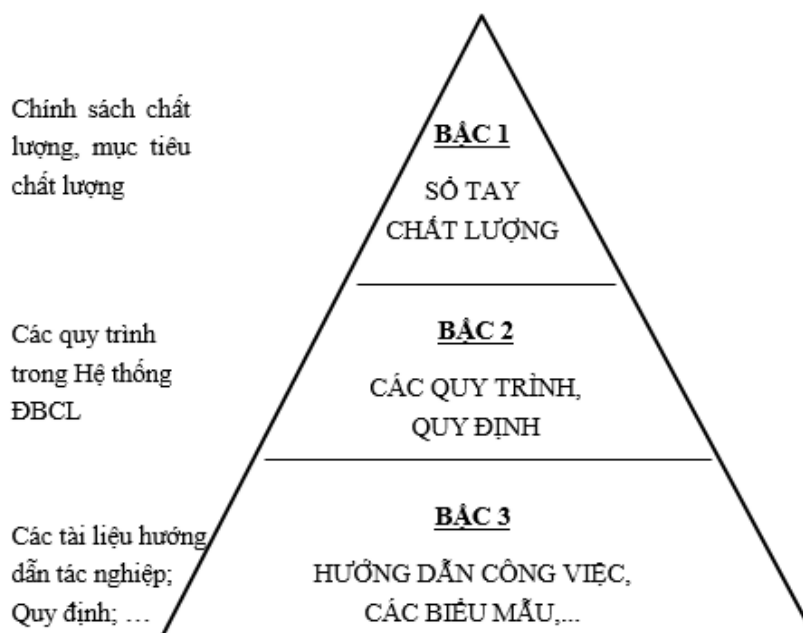 Chính sách chất
lượng, mục tiêu
chất lượng
BẬC 1
SỔ TAY
CHẤT LƯỢNG
Các quy trình
trong Hệ thống
ĐBCL
BẬC 2
CÁC QUY TRÌNH,
QUY ĐỊNH
Các tài liệu hướng
dẫn tác nghiệp;
Quy định; …
BẬC 3
HƯỚNG DẪN CÔNG VIỆC,
CÁC BIỂU MẪU,...